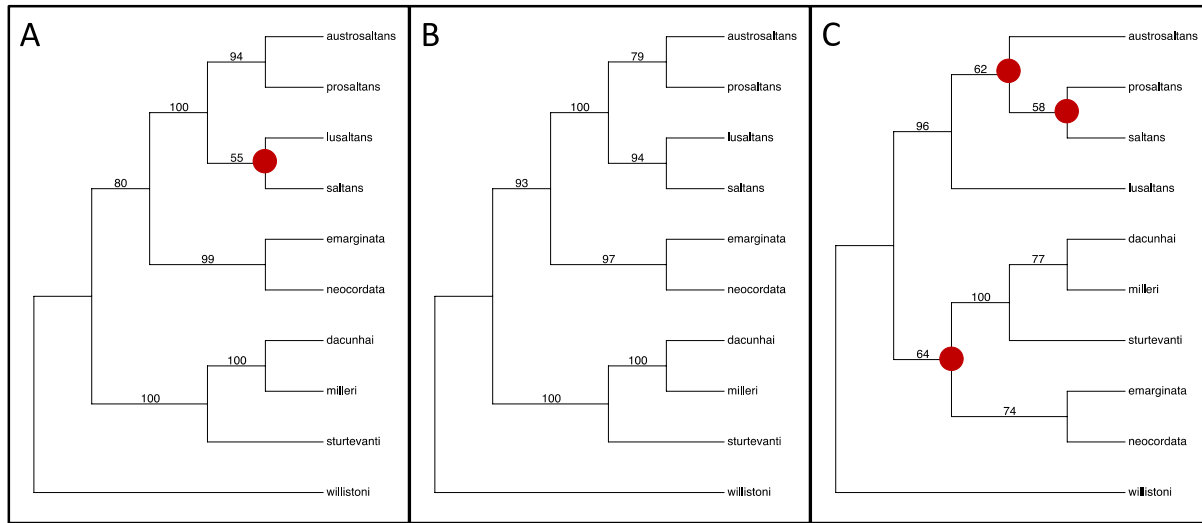 A
94
austrosaltans
prosaltans
100
55
lusaltans
saltans
80
99
emarginata
neocordata
100
dacunhai
milleri
100
sturtevanti
willistoni
B
79
austrosaltans
prosaltans
100
94
lusaltans
saltans
93
97
emarginata
neocordata
100
dacunhai
milleri
100
sturtevanti
willistoni
C
62
austrosaltans
58
prosaltans
saltans
96
lusaltans
77
dacunhai
milleri
100
sturtevanti
64
74
emarginata
neocordata
willistoni